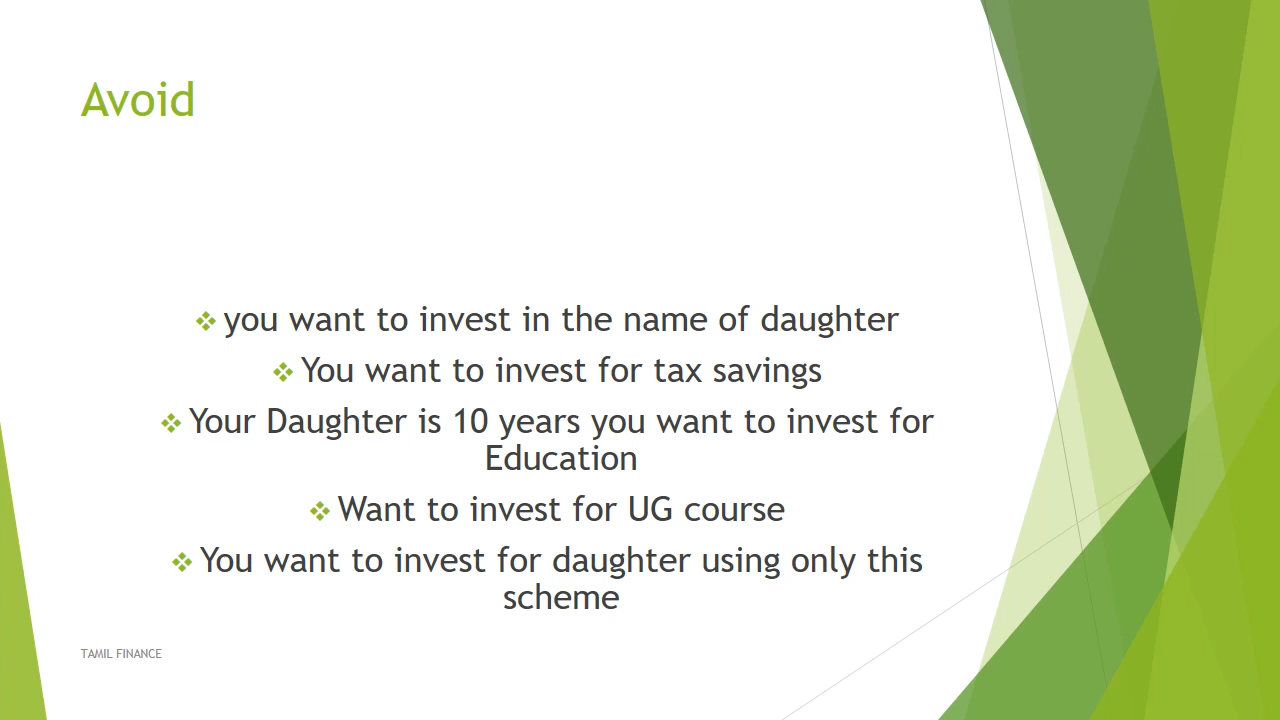 Avoid
you want to invest in the name of daughter
You want to invest for tax savings
Your Daughter is 10 years you want to invest for
Education
Want to invest for UG course
You want to invest for daughter using only this
scheme
TAMIL FINANCE